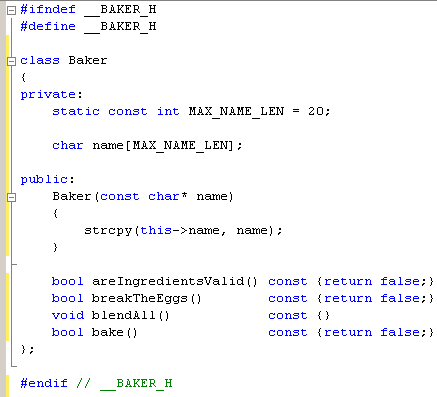 #ifndef __BAKER_H
#define __BAKER_H
class Baker
{
private:
    static const int MAX_NAME_LEN = 20;
    char name[MAX_NAME_LEN];
public:
    Baker(const char* name)
    {
        strcpy(this->name, name);
    }
    bool areIngredientsValid() const {return false;}
    bool breakTheEggs()        const {return false;}
    void blendAll()            const {}
    bool bake()                const {return false;}
};
#endif // __BAKER_H